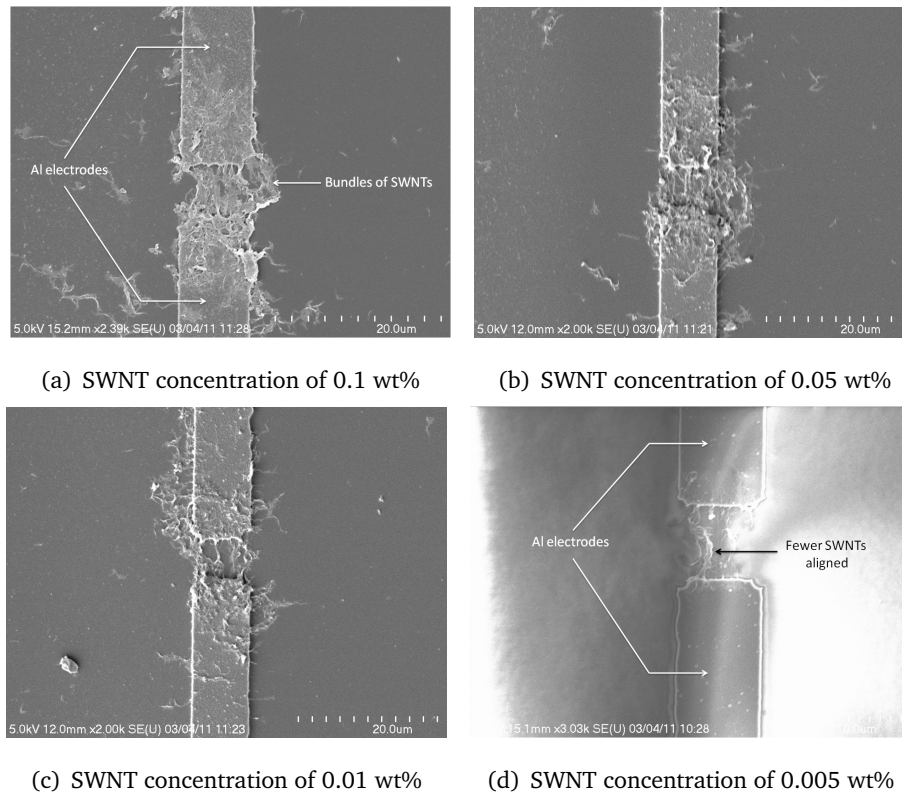 Al electrodes
Bundles of SWNTs
5.0kV 15.2mm x2.39k SE(U) 03/04/11 11:28
20.0um
5.0kV 12.0mm x2.00k SE(U) 03/04/11 11:21
20.0um
(a) SWNT concentration of 0.1 wt%
(b) SWNT concentration of 0.05 wt%
5.0kV 12.0mm x2.00k SE(U) 03/04/11 11:23
20.0um
Al electrodes
Fewer SWNTs
aligned
15.1mm x3.03k SE(U) 03/04/11 10:28
(c) SWNT concentration of 0.01 wt%
(d) SWNT concentration of 0.005 wt%